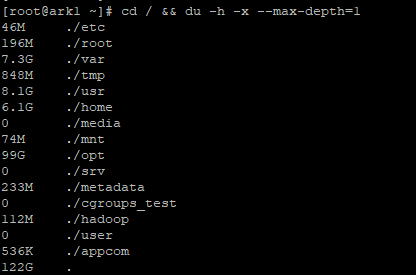 [root@ark1 ~]# cd / && du -h -x --max-depth=1
46M ./etc
196M ./root
7.3G ./var
848M ./tmp
8.1G ./usr
6.1G ./home
0 ./media
74M ./mnt
99G ./opt
0 ./srv
233M ./metadata
0 ./cgroups_test
112M ./hadoop
0 ./user
536K ./appcom
122G .